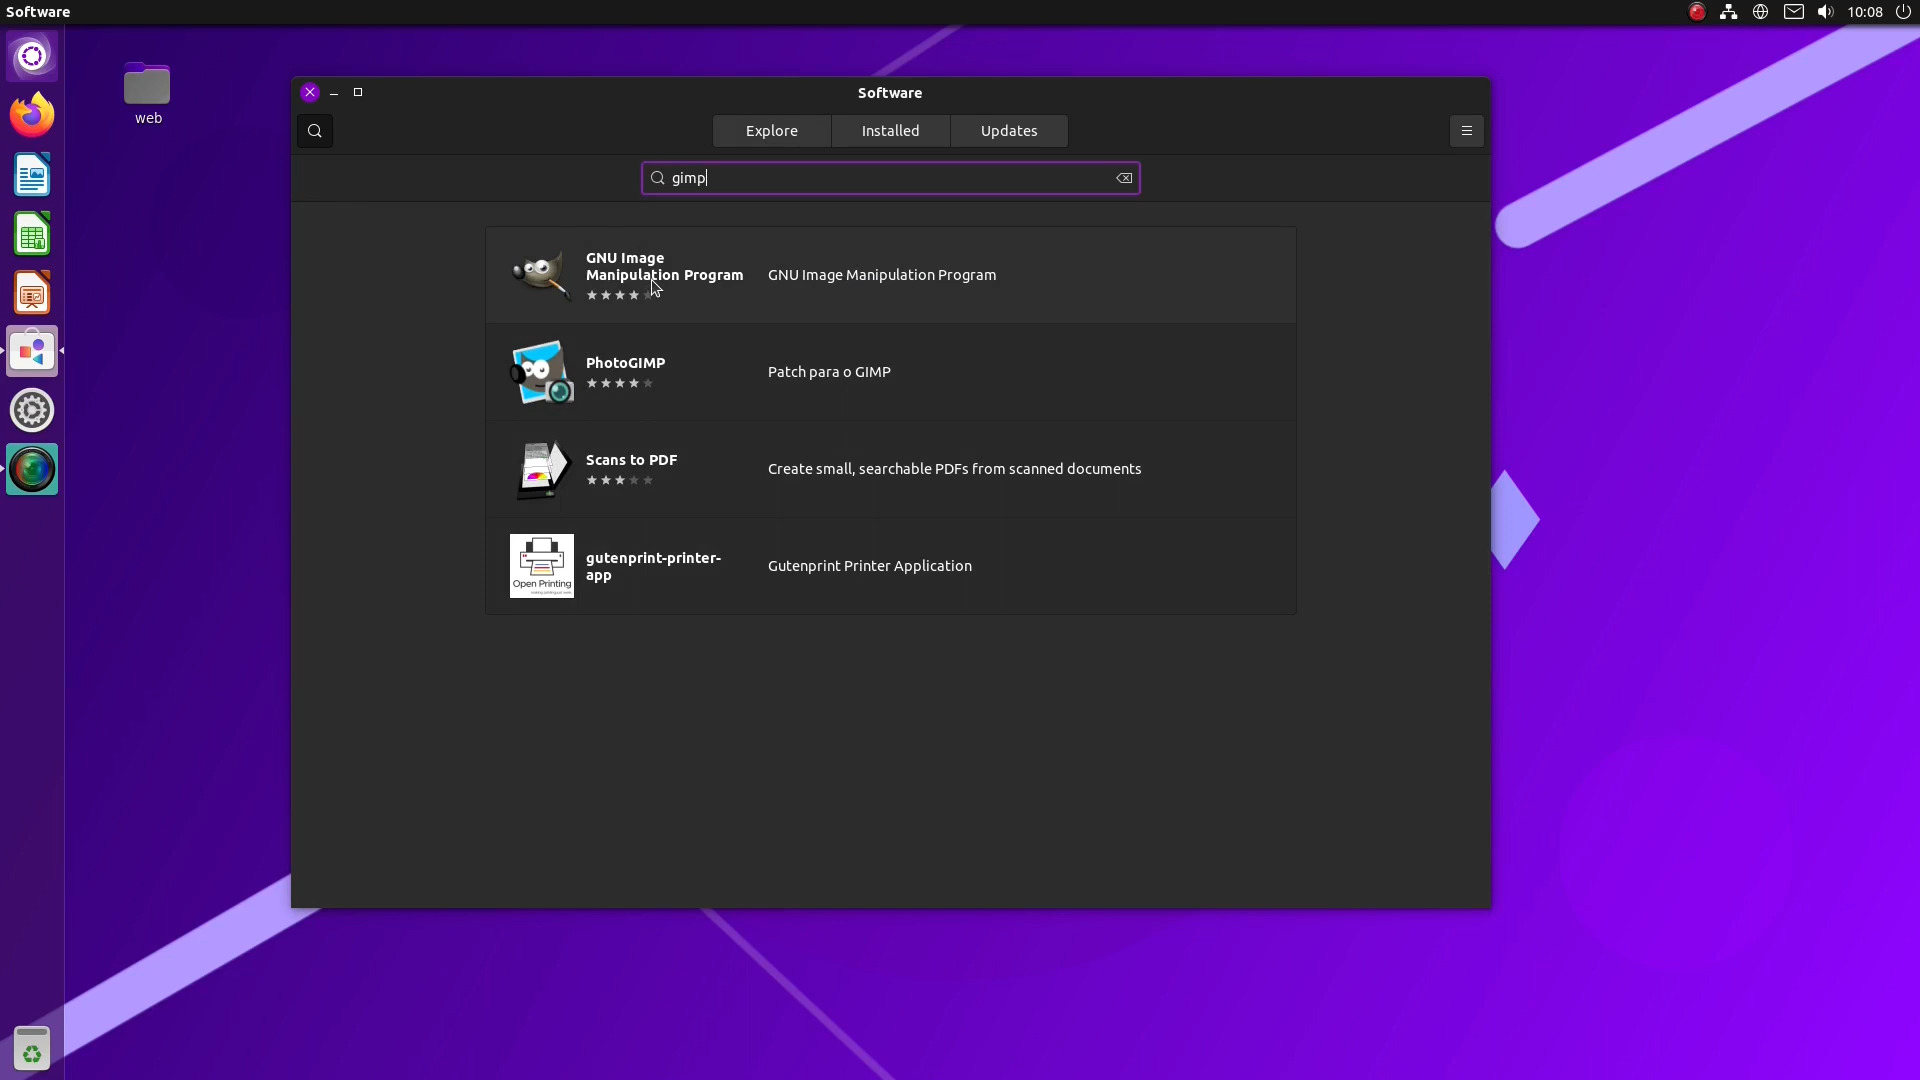 Software
10:08
web
Software
Explore
Installed
Updates
gimp
GNU Image
Manipulation Program
GNU Image Manipulation Program
PhotoGIMP
Patch para o GIMP
Scans to PDF
Create small, searchable PDFs from scanned documents
Open Printing
gutenprint-printer-
app
Gutenprint Printer Application